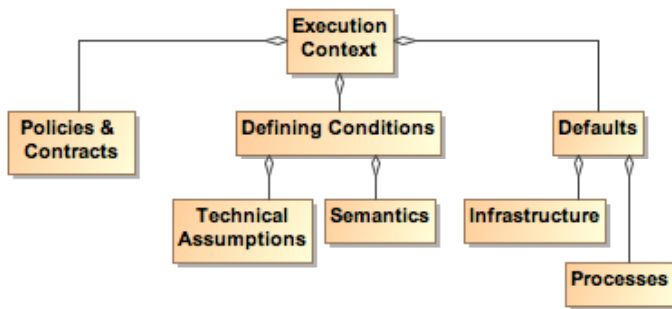 Execution
Context
Policies &
Contracts
Defining Conditions
Defaults
Technical
Assumptions
Semantics
Infrastructure
Processes